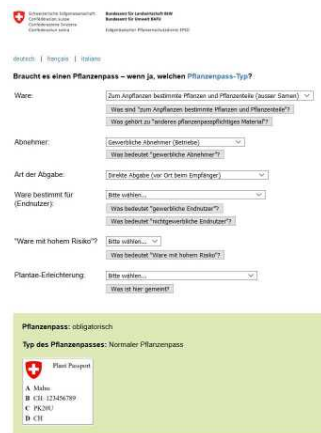 Schweizerische Eidgenossenschaft
Confédération suisse
Confederazione Svizzera
Confederaziun svizra
Bundesamt für Landwirtschaft BLW
Bundesamt für Umwelt BAFU
Eidgenössischer Pflanzenschutzdienst EPSD
deutsch | français | italiano
Braucht es einen Pflanzenpass – wenn ja, welchen Pflanzenpass-Typ?
Ware: Zum Anpflanzen bestimmte Pflanzen und Pflanzenteile (ausser Samen)
Was sind "zum Anpflanzen bestimmte Pflanzen und Pflanzenteile"?
Was gehört zu "anderes pflanzenpasspflichtiges Material"?
Abnehmer: Gewerbliche Abnehmer (Betriebe)
Was bedeutet "gewerbliche Abnehmer"?
Art der Abgabe: Direkte Abgabe (vor Ort beim Empfänger)
Ware bestimmt für (Endnutzer): Bitte wählen...
Was bedeutet "gewerbliche Endnutzer"?
Was bedeutet "nichtgewerbliche Endnutzer"?
"Ware mit hohem Risiko"? Bitte wählen...
Was bedeutet "Ware mit hohem Risiko"?
Plantae-Erleichterung: Bitte wählen...
Was ist hier gemeint?
Pflanzenpass: obligatorisch
Typ des Pflanzenpasses: Normaler Pflanzenpass
Plant Passport
A Malus
B CH-123456789
C PK20U
D CH